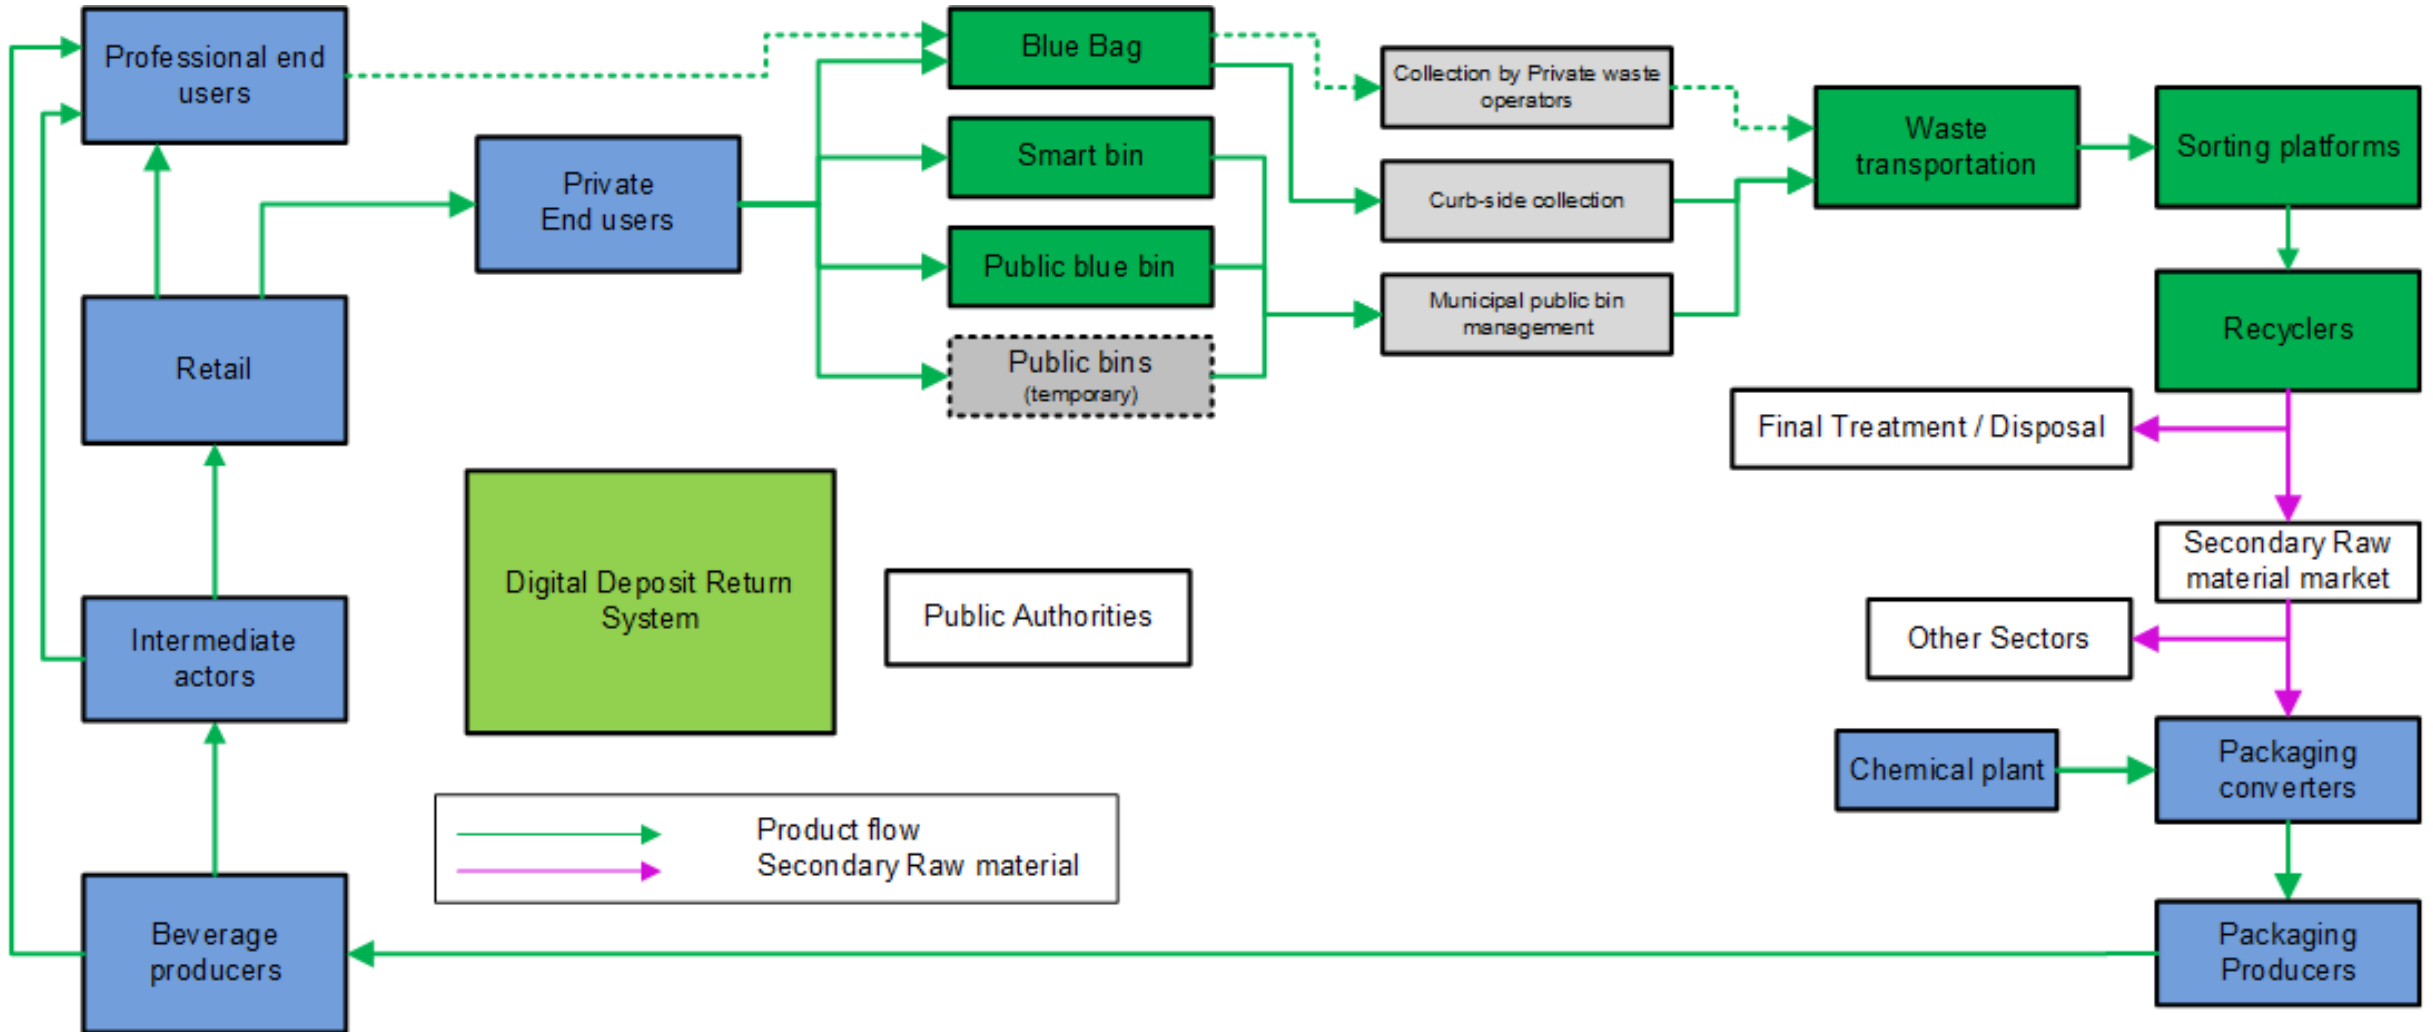 Professional end
users
Blue Bag
Collection by Private waste
operators
Waste
transportation
Sorting platforms
Smart bin
Private
End users
Curb-side collection
Public blue bin
Municipal public bin
management
Recyclers
Retail
Public bins
(temporary)
Final Treatment / Disposal
Secondary Raw
material market
Digital Deposit Return
System
Public Authorities
Other Sectors
Intermediate
actors
Chemical plant
Packaging
converters
Product flow
Secondary Raw material
Beverage
producers
Packaging
Producers